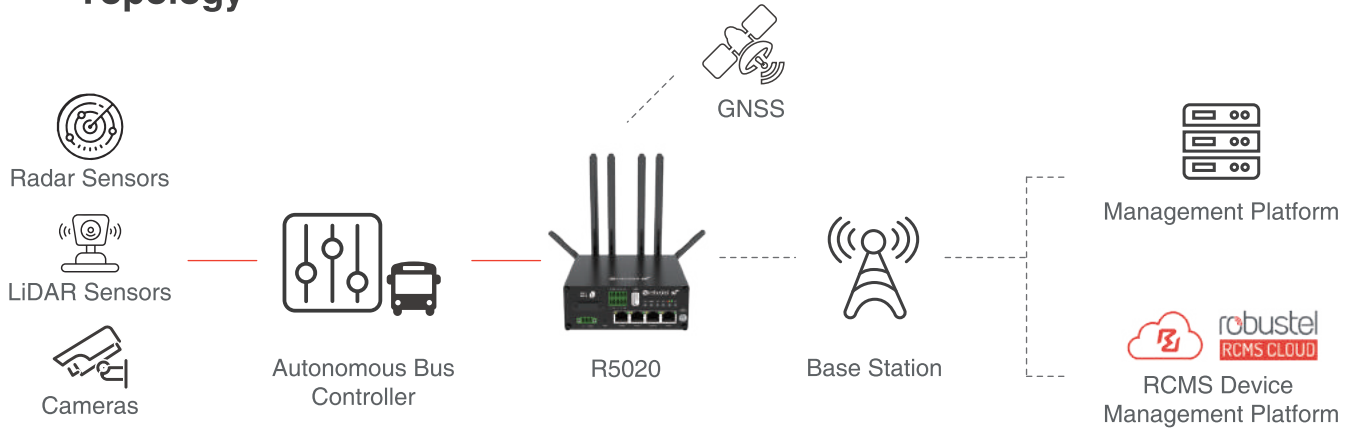 Topology
GNSS
Radar Sensors
LiDAR Sensors
Cameras
Autonomous Bus
Controller
R5020
Base Station
Management Platform
robustel
RCMS CLOUD
RCMS Device
Management Platform